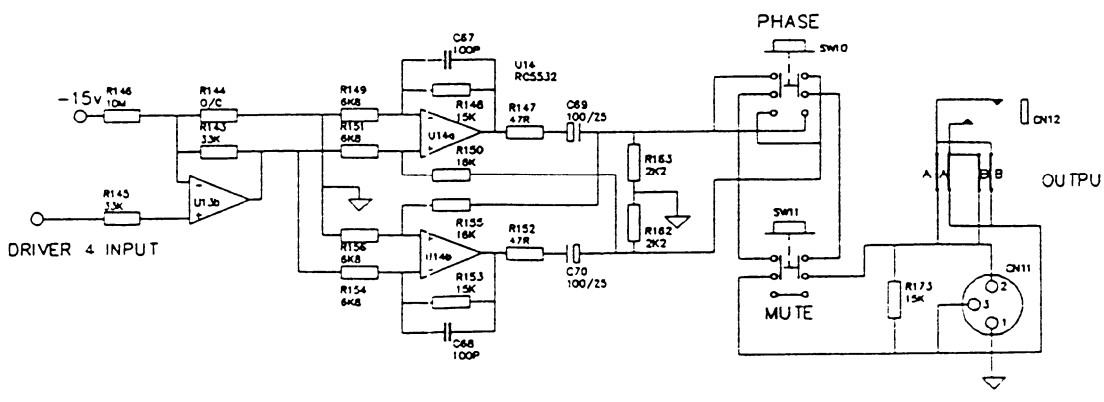 PHASE
SW10
C67
100P
U14
RC5532
-15v
R146
10M
R144
O/C
R149
6K8
R148
15K
R147
47R
C69
100/25
R143
33K
R151
6K8
U14a
R150
16K
CN12
R163
2K2
A A B B
OUTPU
R145
33K
U13b
DRIVER 4 INPUT
R155
16K
R152
47R
R162
2K2
SW11
R156
6K8
U14b
C70
100/25
R153
15K
R154
6K8
MUTE
R173
15K
CN11
2
3
1
C68
100P
- + - + - +